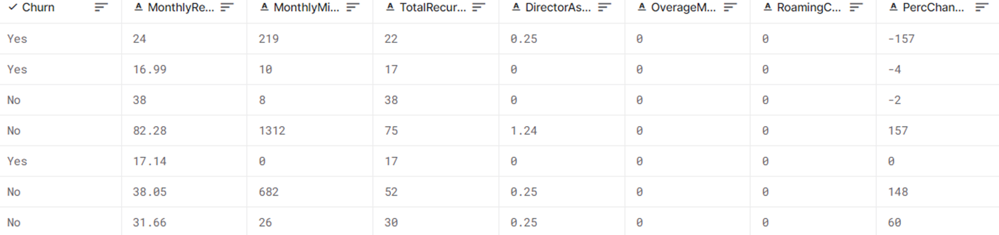 Churn MonthlyRe... MonthlyMi... TotalRecur... DirectorAs... OverageM... RoamingC... PercChan...
Yes 24 219 22 0.25 0 0 -157
Yes 16.99 10 17 0 0 0 -4
No 38 8 38 0 0 0 -2
No 82.28 1312 75 1.24 0 0 157
Yes 17.14 0 17 0 0 0 0
No 38.05 682 52 0.25 0 0 148
No 31.66 26 30 0.25 0 0 60